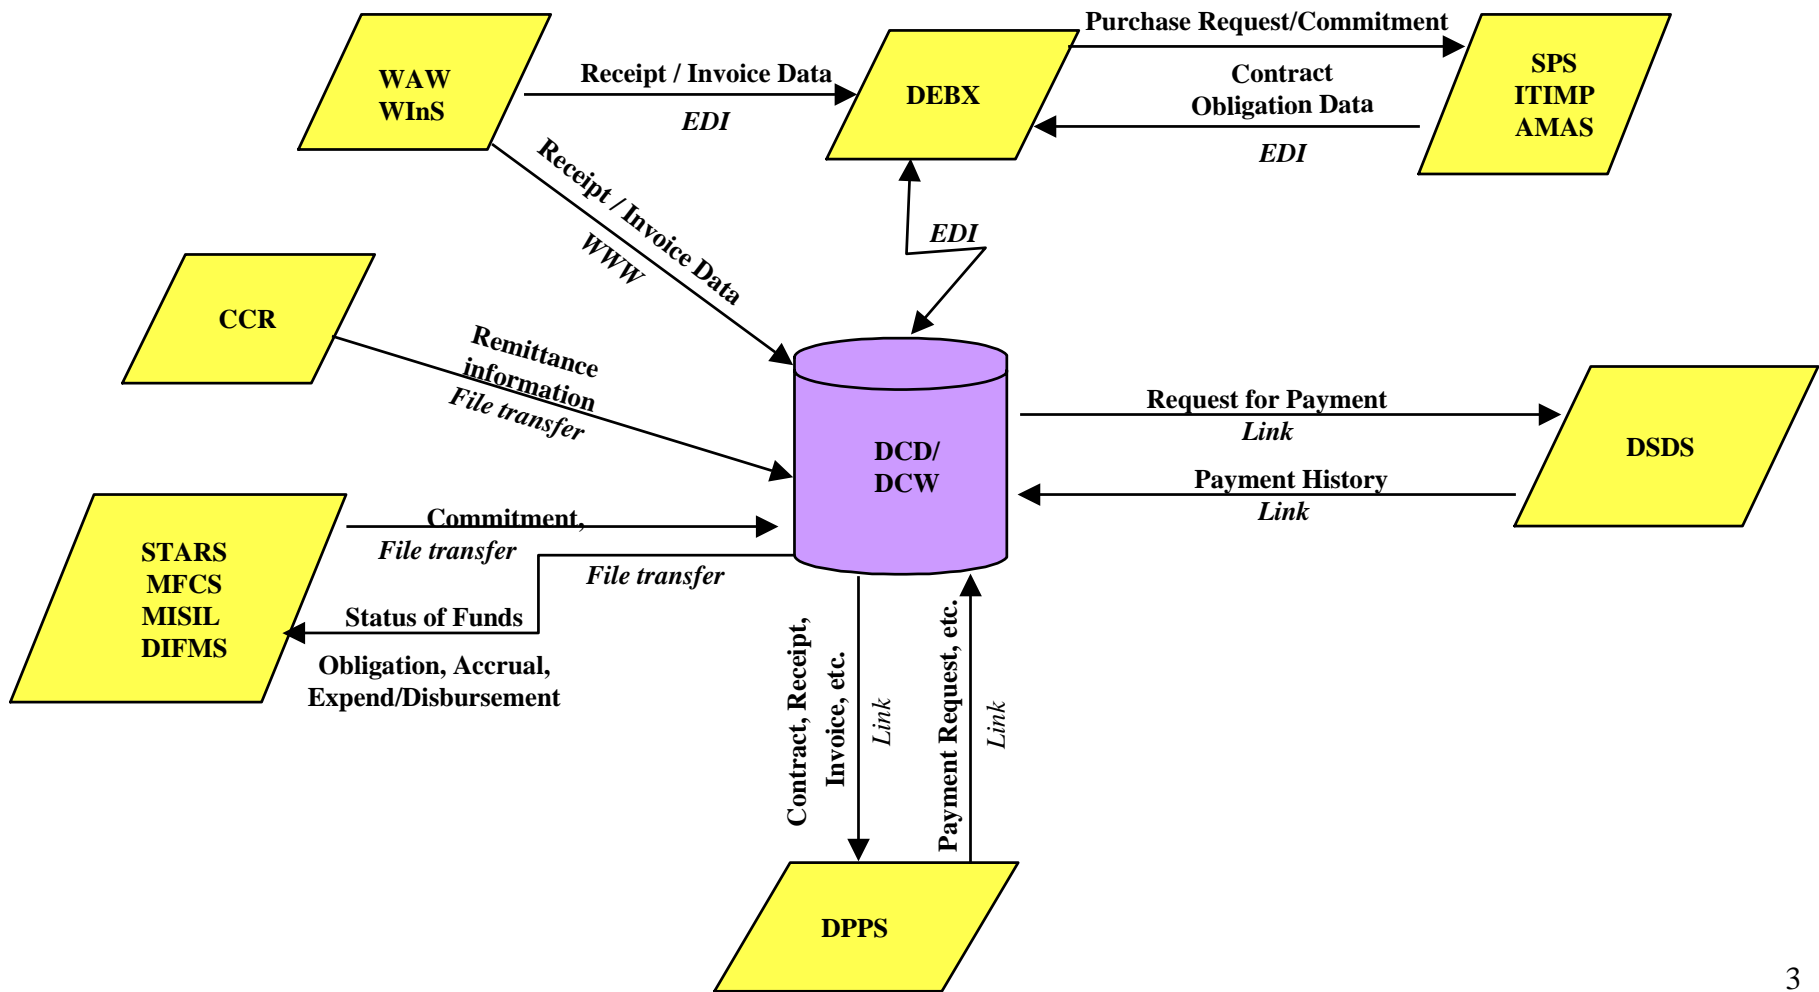 Purchase Request/Commitment
WAW
WInS
Receipt / Invoice Data
EDI
DEBX
Contract
Obligation Data
EDI
SPS
ITIMP
AMAS
Receipt / Invoice Data
WWW
EDI
CCR
Remittance
information
File transfer
DCD/
DCW
Request for Payment
Link
DSDS
Payment History
Link
Commitment,
File transfer
STARS
MFCS
MISIL
DIFMS
File transfer
Status of Funds
Obligation, Accrual,
Expend/Disbursement
Contract, Receipt,
Invoice, etc.
Link
Payment Request, etc.
Link
DPPS
3